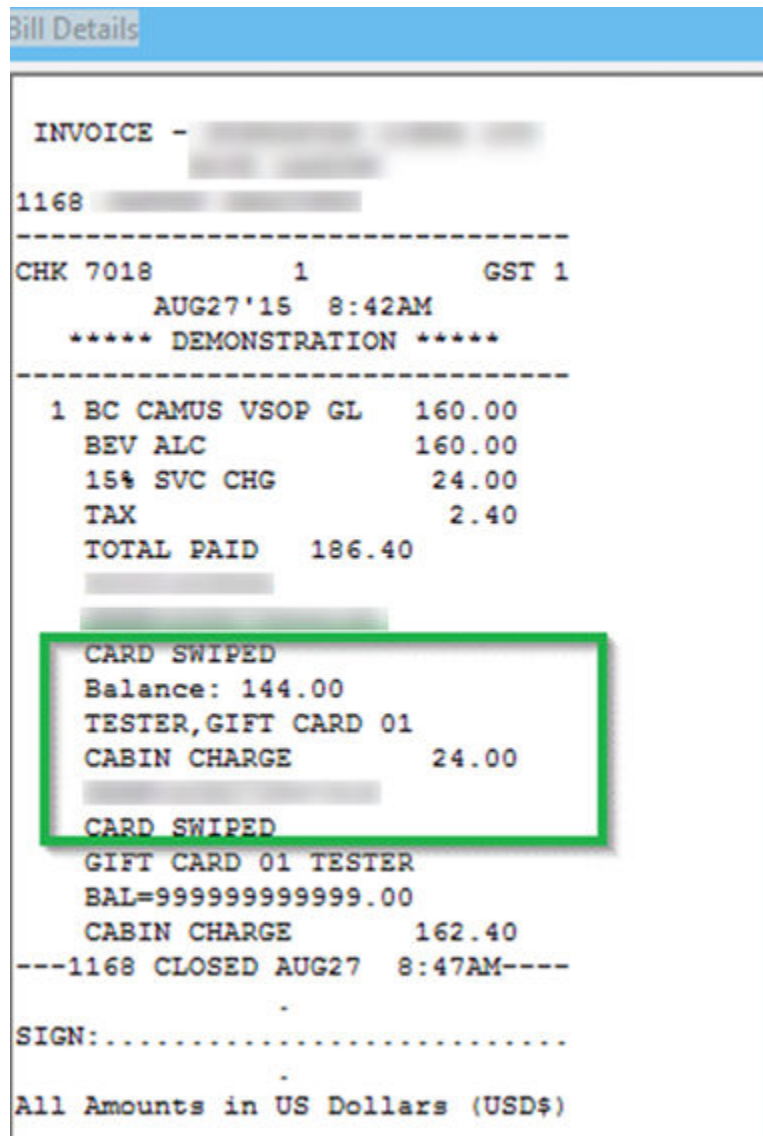 Bill Details
INVOICE -
1168
--------------------------------
CHK 7018 1 GST 1
AUG27'15 8:42AM
***** DEMONSTRATION *****
--------------------------------
1 BC CAMUS VSOP GL 160.00
BEV ALC 160.00
15% SVC CHG 24.00
TAX 2.40
TOTAL PAID 186.40
CARD SWIPED
Balance: 144.00
TESTER,GIFT CARD 01
CABIN CHARGE 24.00
CARD SWIPED
GIFT CARD 01 TESTER
BAL=999999999999.00
CABIN CHARGE 162.40
---1168 CLOSED AUG27 8:47AM----
.
SIGN:...........................
.
All Amounts in US Dollars (USD$)